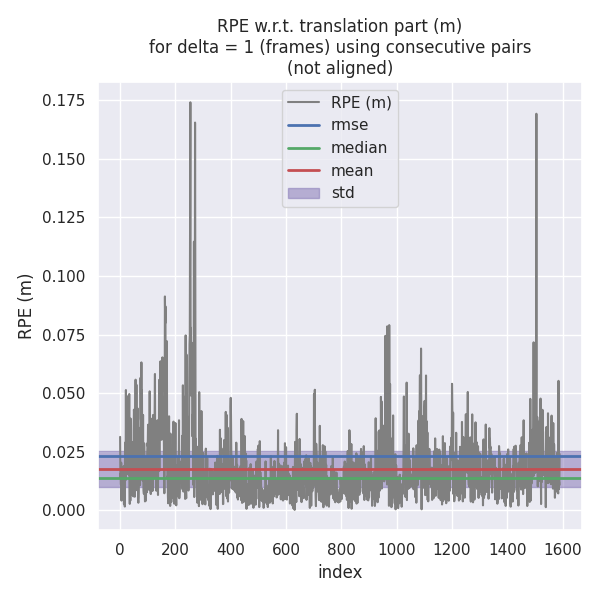 RPE w.r.t. translation part (m)
for delta = 1 (frames) using consecutive pairs
(not aligned)
RPE (m)
rmse
median
mean
std
0.175
0.150
0.125
0.100
0.075
0.050
0.025
0.000
RPE (m)
0 200 400 600 800 1000 1200 1400 1600
index